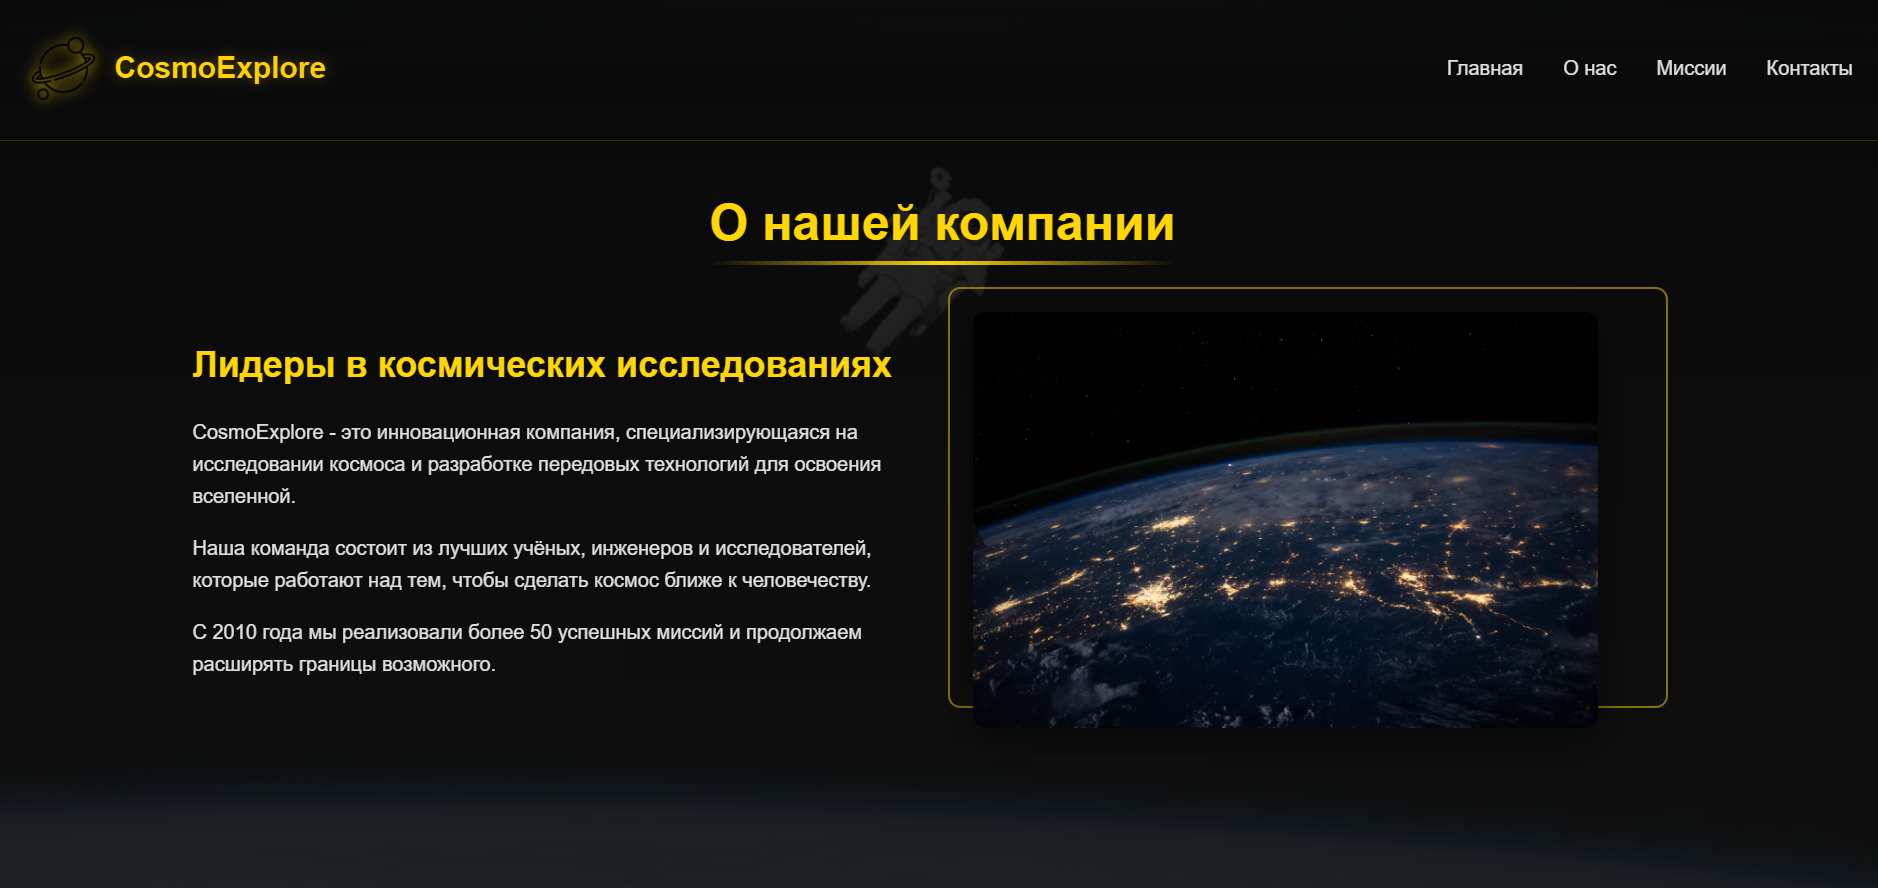 CosmoExplore
Главная
О нас
Миссии
Контакты
О нашей компании
Лидеры в космических исследованиях
CosmoExplore - это инновационная компания, специализирующаяся на
исследовании космоса и разработке передовых технологий для освоения
вселенной.
Наша команда состоит из лучших учёных, инженеров и исследователей,
которые работают над тем, чтобы сделать космос ближе к человечеству.
С 2010 года мы реализовали более 50 успешных миссий и продолжаем
расширять границы возможного.